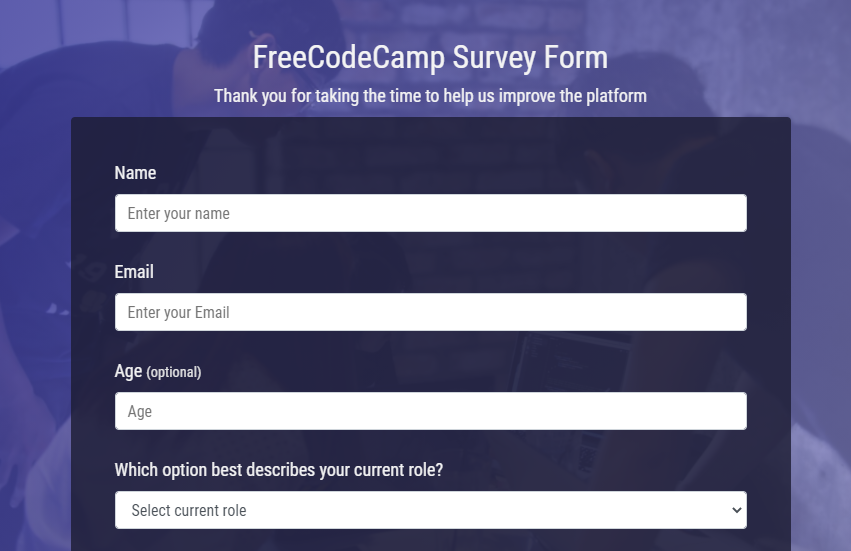 FreeCodeCamp Survey Form
Thank you for taking the time to help us improve the platform
Name
Enter your name
Email
Enter your Email
Age (optional)
Age
Which option best describes your current role?
Select current role